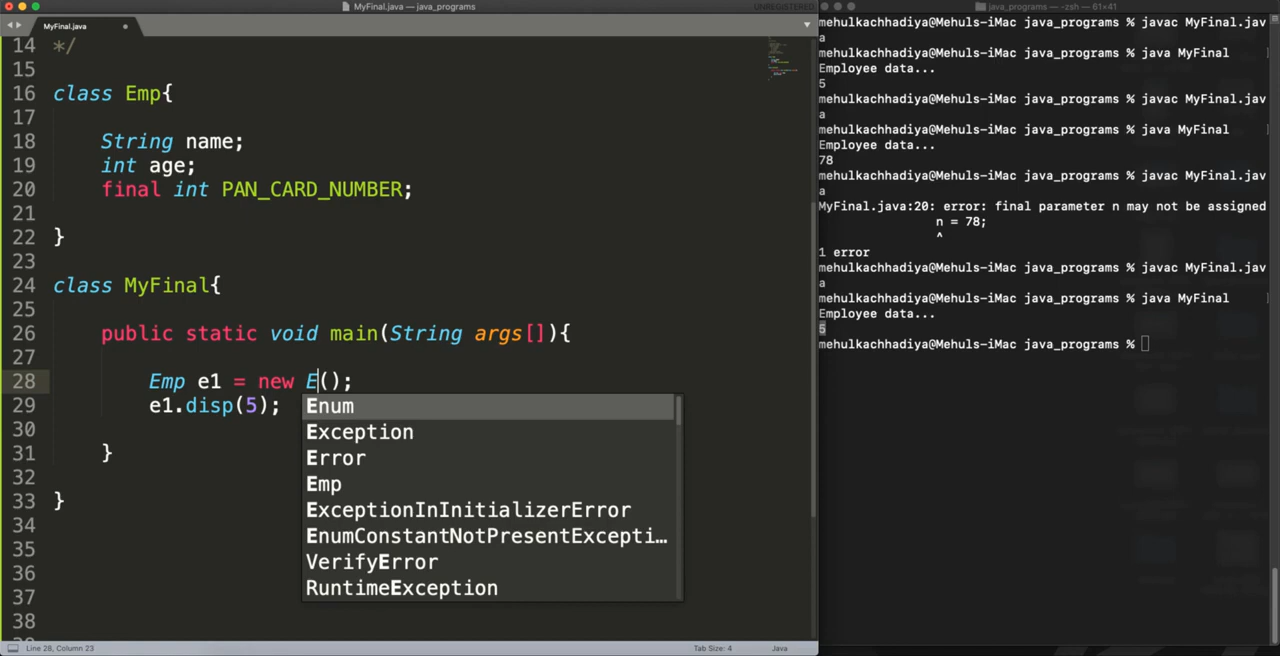 MyFinal.java — java_programs
UNREGISTERED
MyFinal.java
14 */
15
16 class Emp{
17
18 String name;
19 int age;
20 final int PAN_CARD_NUMBER;
21
22 }
23
24 class MyFinal{
25
26 public static void main(String args[]){
27
28 Emp e1 = new E();
29 e1.disp(5);
30
31 }
32
33 }
34
35
36
37
38
Enum
Exception
Error
Emp
ExceptionInInitializerError
EnumConstantNotPresentExcepti…
VerifyError
RuntimeException
Line 28, Column 23
Tab Size: 4
Java
java_programs — -zsh — 61×41
mehulkachhadiya@Mehuls-iMac java_programs % javac MyFinal.jav
a
mehulkachhadiya@Mehuls-iMac java_programs % java MyFinal
Employee data...
5
mehulkachhadiya@Mehuls-iMac java_programs % javac MyFinal.jav
a
mehulkachhadiya@Mehuls-iMac java_programs % java MyFinal
Employee data...
78
mehulkachhadiya@Mehuls-iMac java_programs % javac MyFinal.jav
a
MyFinal.java:20: error: final parameter n may not be assigned
n = 78;
^
1 error
mehulkachhadiya@Mehuls-iMac java_programs % javac MyFinal.jav
a
mehulkachhadiya@Mehuls-iMac java_programs % java MyFinal
Employee data...
5
mehulkachhadiya@Mehuls-iMac java_programs %